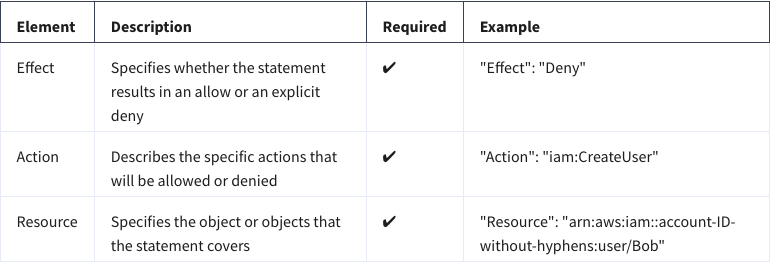 Element Description Required Example
Effect Specifies whether the statement ✔ "Effect": "Deny"
results in an allow or an explicit
deny
Action Describes the specific actions that ✔ "Action": "iam:CreateUser"
will be allowed or denied
Resource Specifies the object or objects that ✔ "Resource": "arn:aws:iam::account-ID-
the statement covers without-hyphens:user/Bob"